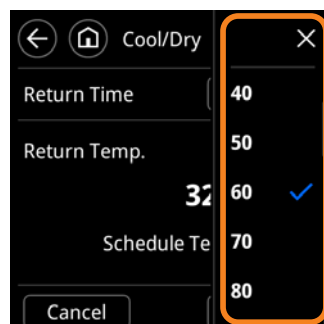 Cool/Dry
Return Time
Return Temp.
32
Schedule Te
Cancel
40
50
60
70
80